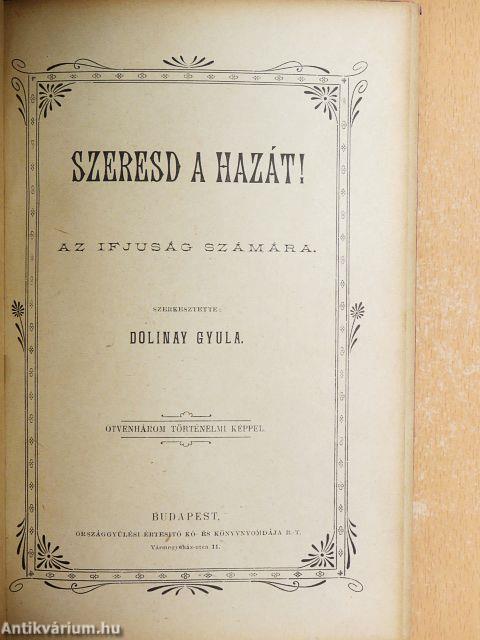 SZERESD A HAZÁT!
AZ IFJUSÁG SZÁMÁRA.
SZERKESZTETTE:
DOLINAY GYULA.
ÖTVENHÁROM TÖRTÉNELMI KÉPPEL.
BUDAPEST,
ORSZÁGGYÜLÉSI ÉRTESITŐ KŐ- ÉS KÖNYVNYOMDÁJA R.-T.
Vármegyeház-utca 11.
Antikvárium.hu